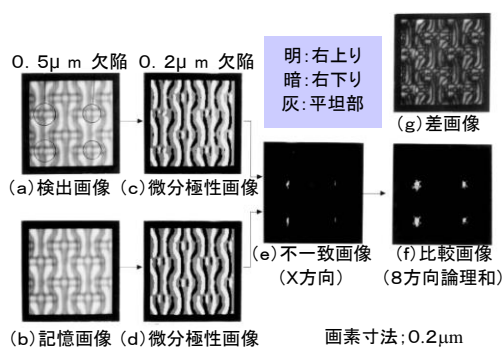 0.5μm 欠陥
0.2μm 欠陥
明:右上り
暗:右下り
灰:平坦部
(g)差画像
(a)検出画像
(c)微分極性画像
(e)不一致画像
(X方向)
(f)比較画像
(8方向論理和)
(b)記憶画像
(d)微分極性画像
画素寸法;0.2μm